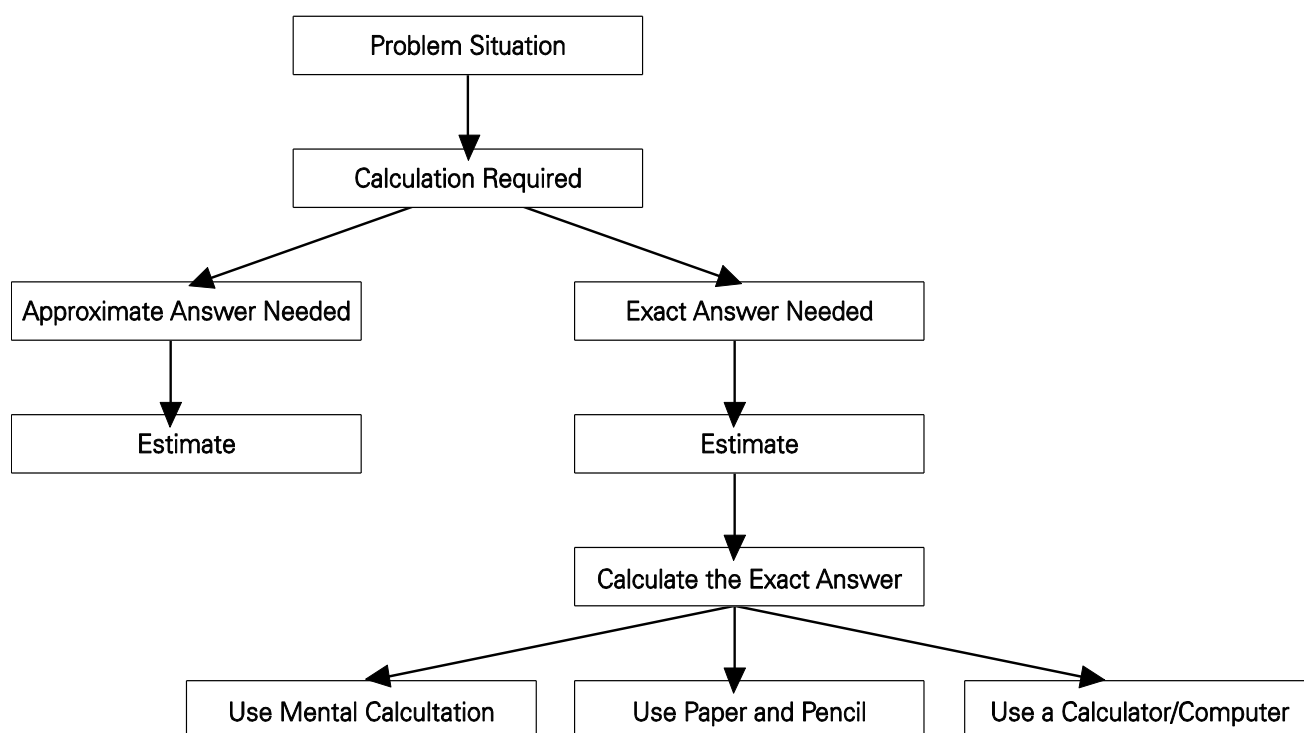 Problem Situation
Calculation Required
Approximate Answer Needed
Exact Answer Needed
Estimate
Estimate
Calculate the Exact Answer
Use Mental Calcultation
Use Paper and Pencil
Use a Calculator/Computer